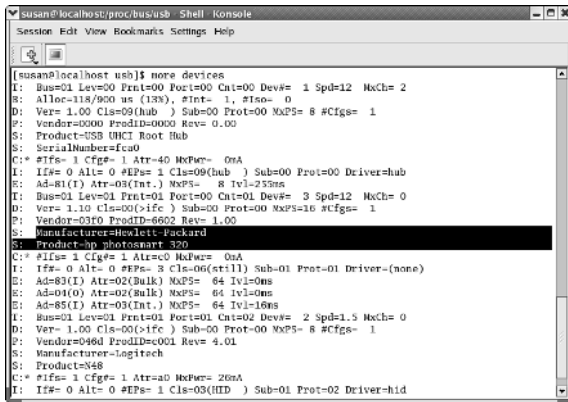 susan@localhost:/proc/bus/usb - Shell - Konsole
Session Edit View Bookmarks Settings Help
[susan@localhost usb]$ more devices
T: Bus=01 Lev=00 Prnt=00 Port=00 Cnt=00 Dev#= 1 Spd=12 MxCh= 2
B: Alloc=118/900 us (13%), #Int= 1, #Iso= 0
D: Ver= 1.00 Cls=09(hub ) Sub=00 Prot=00 MxPS= 8 #Cfgs= 1
P: Vendor=0000 ProdID=0000 Rev= 0.00
S: Product=USB UHCI Root Hub
S: SerialNumber=fca0
C:* #Ifs= 1 Cfg#= 1 Atr=40 MxPwr= 0mA
I: If#= 0 Alt= 0 #EPs= 1 Cls=09(hub ) Sub=00 Prot=00 Driver=hub
E: Ad=81(I) Atr=03(Int.) MxPS= 8 Ivl=255ms
T: Bus=01 Lev=01 Prnt=01 Port=00 Cnt=01 Dev#= 3 Spd=12 MxCh= 0
D: Ver= 1.10 Cls=00(>ifc ) Sub=00 Prot=00 MxPS=16 #Cfgs= 1
P: Vendor=03f0 ProdID=6602 Rev= 1.00
S: Manufacturer=Hewlett-Packard
S: Product=hp photosmart 320
C:* #Ifs= 1 Cfg#= 1 Atr=c0 MxPwr= 0mA
I: If#= 0 Alt= 0 #EPs= 3 Cls=06(still) Sub=01 Prot=01 Driver=(none)
E: Ad=83(I) Atr=02(Bulk) MxPS= 64 Ivl=0ms
E: Ad=04(O) Atr=02(Bulk) MxPS= 64 Ivl=0ms
E: Ad=85(I) Atr=03(Int.) MxPS= 64 Ivl=16ms
T: Bus=01 Lev=01 Prnt=01 Port=01 Cnt=02 Dev#= 2 Spd=1.5 MxCh= 0
D: Ver= 1.00 Cls=00(>ifc ) Sub=00 Prot=00 MxPS= 8 #Cfgs= 1
P: Vendor=046d ProdID=c001 Rev= 4.01
S: Manufacturer=Logitech
S: Product=N48
C:* #Ifs= 1 Cfg#= 1 Atr=a0 MxPwr= 26mA
I: If#= 0 Alt= 0 #EPs= 1 Cls=03(HID ) Sub=01 Prot=02 Driver=hid